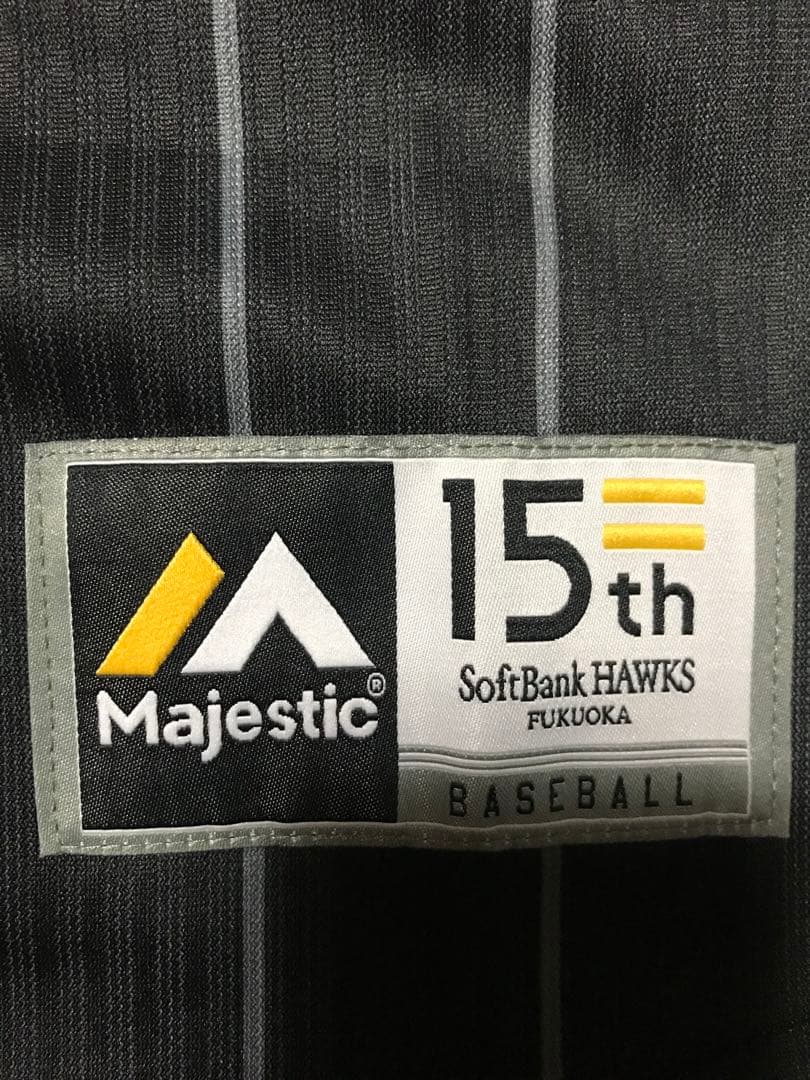 Majestic®
15th
SoftBank HAWKS
FUKUOKA
BASEBALL